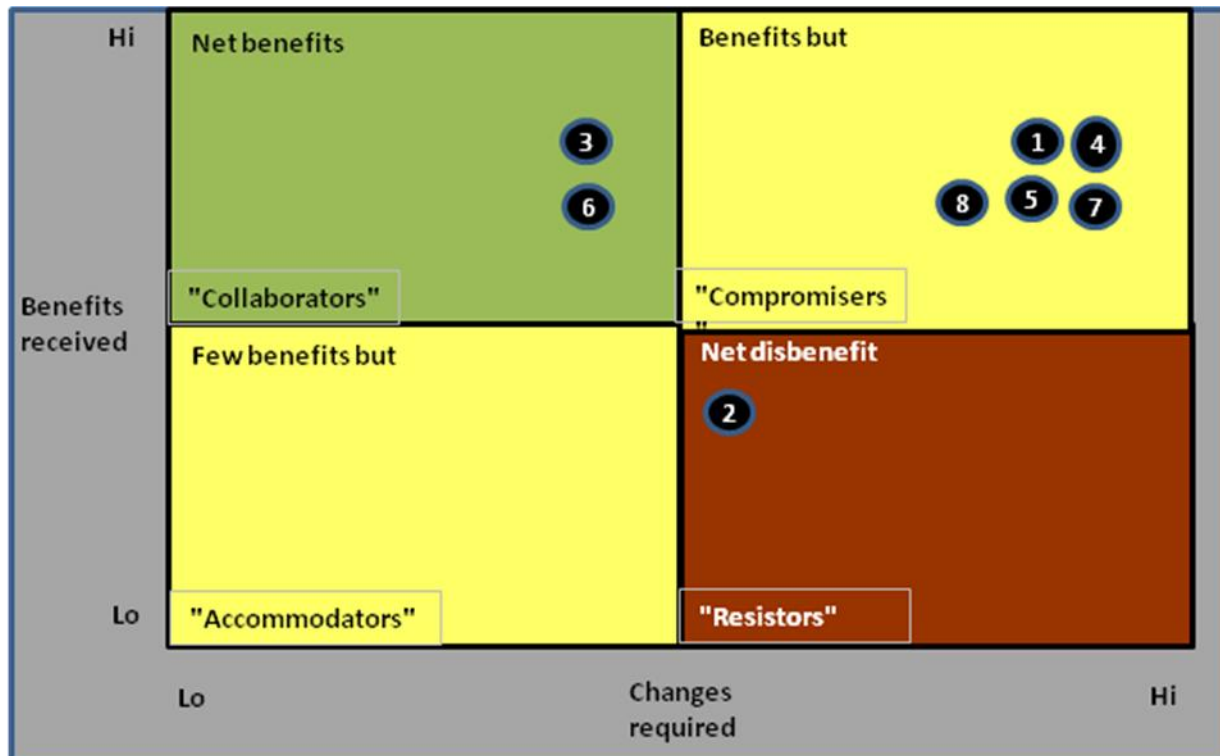 Hi
Net benefits
Benefits but
3
1
4
6
8
5
7
"Collaborators"
"Compromisers
"
Benefits
received
Few benefits but
Net disbenefit
2
Lo
"Accommodators"
"Resistors"
Lo
Changes
required
Hi